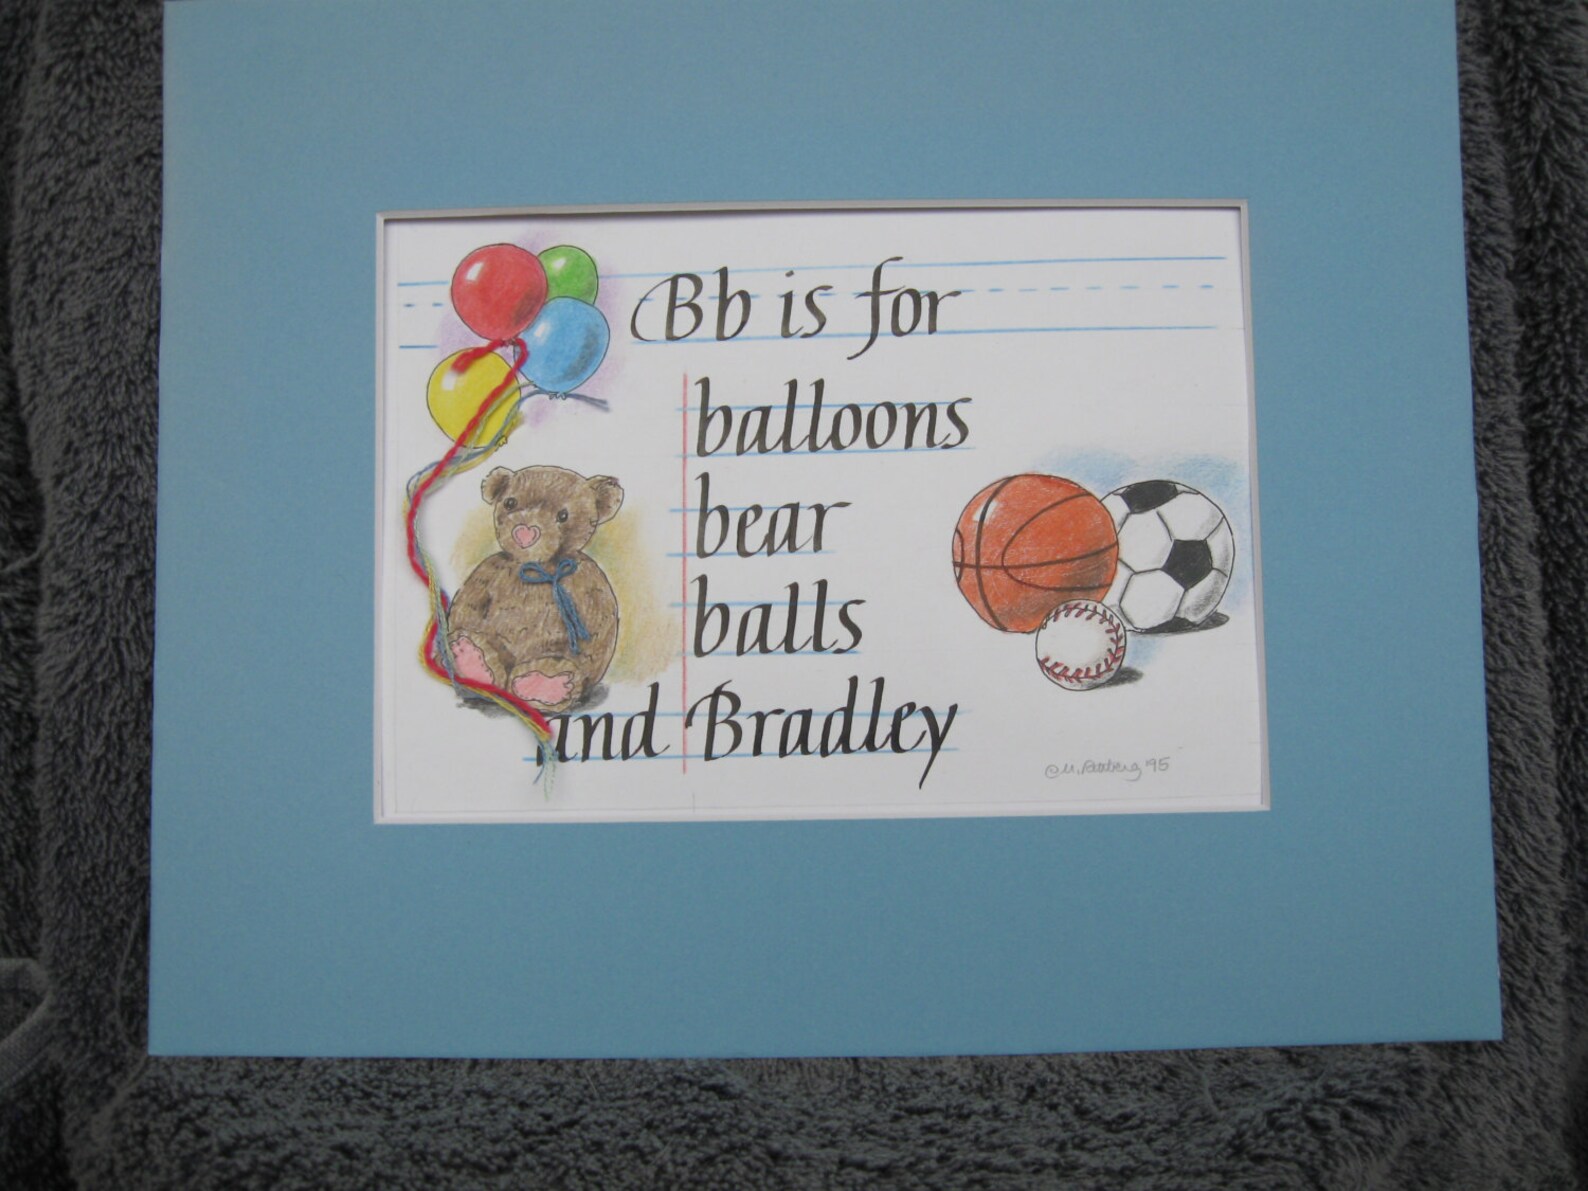 Bb is for
balloons
bear
balls
and Bradley